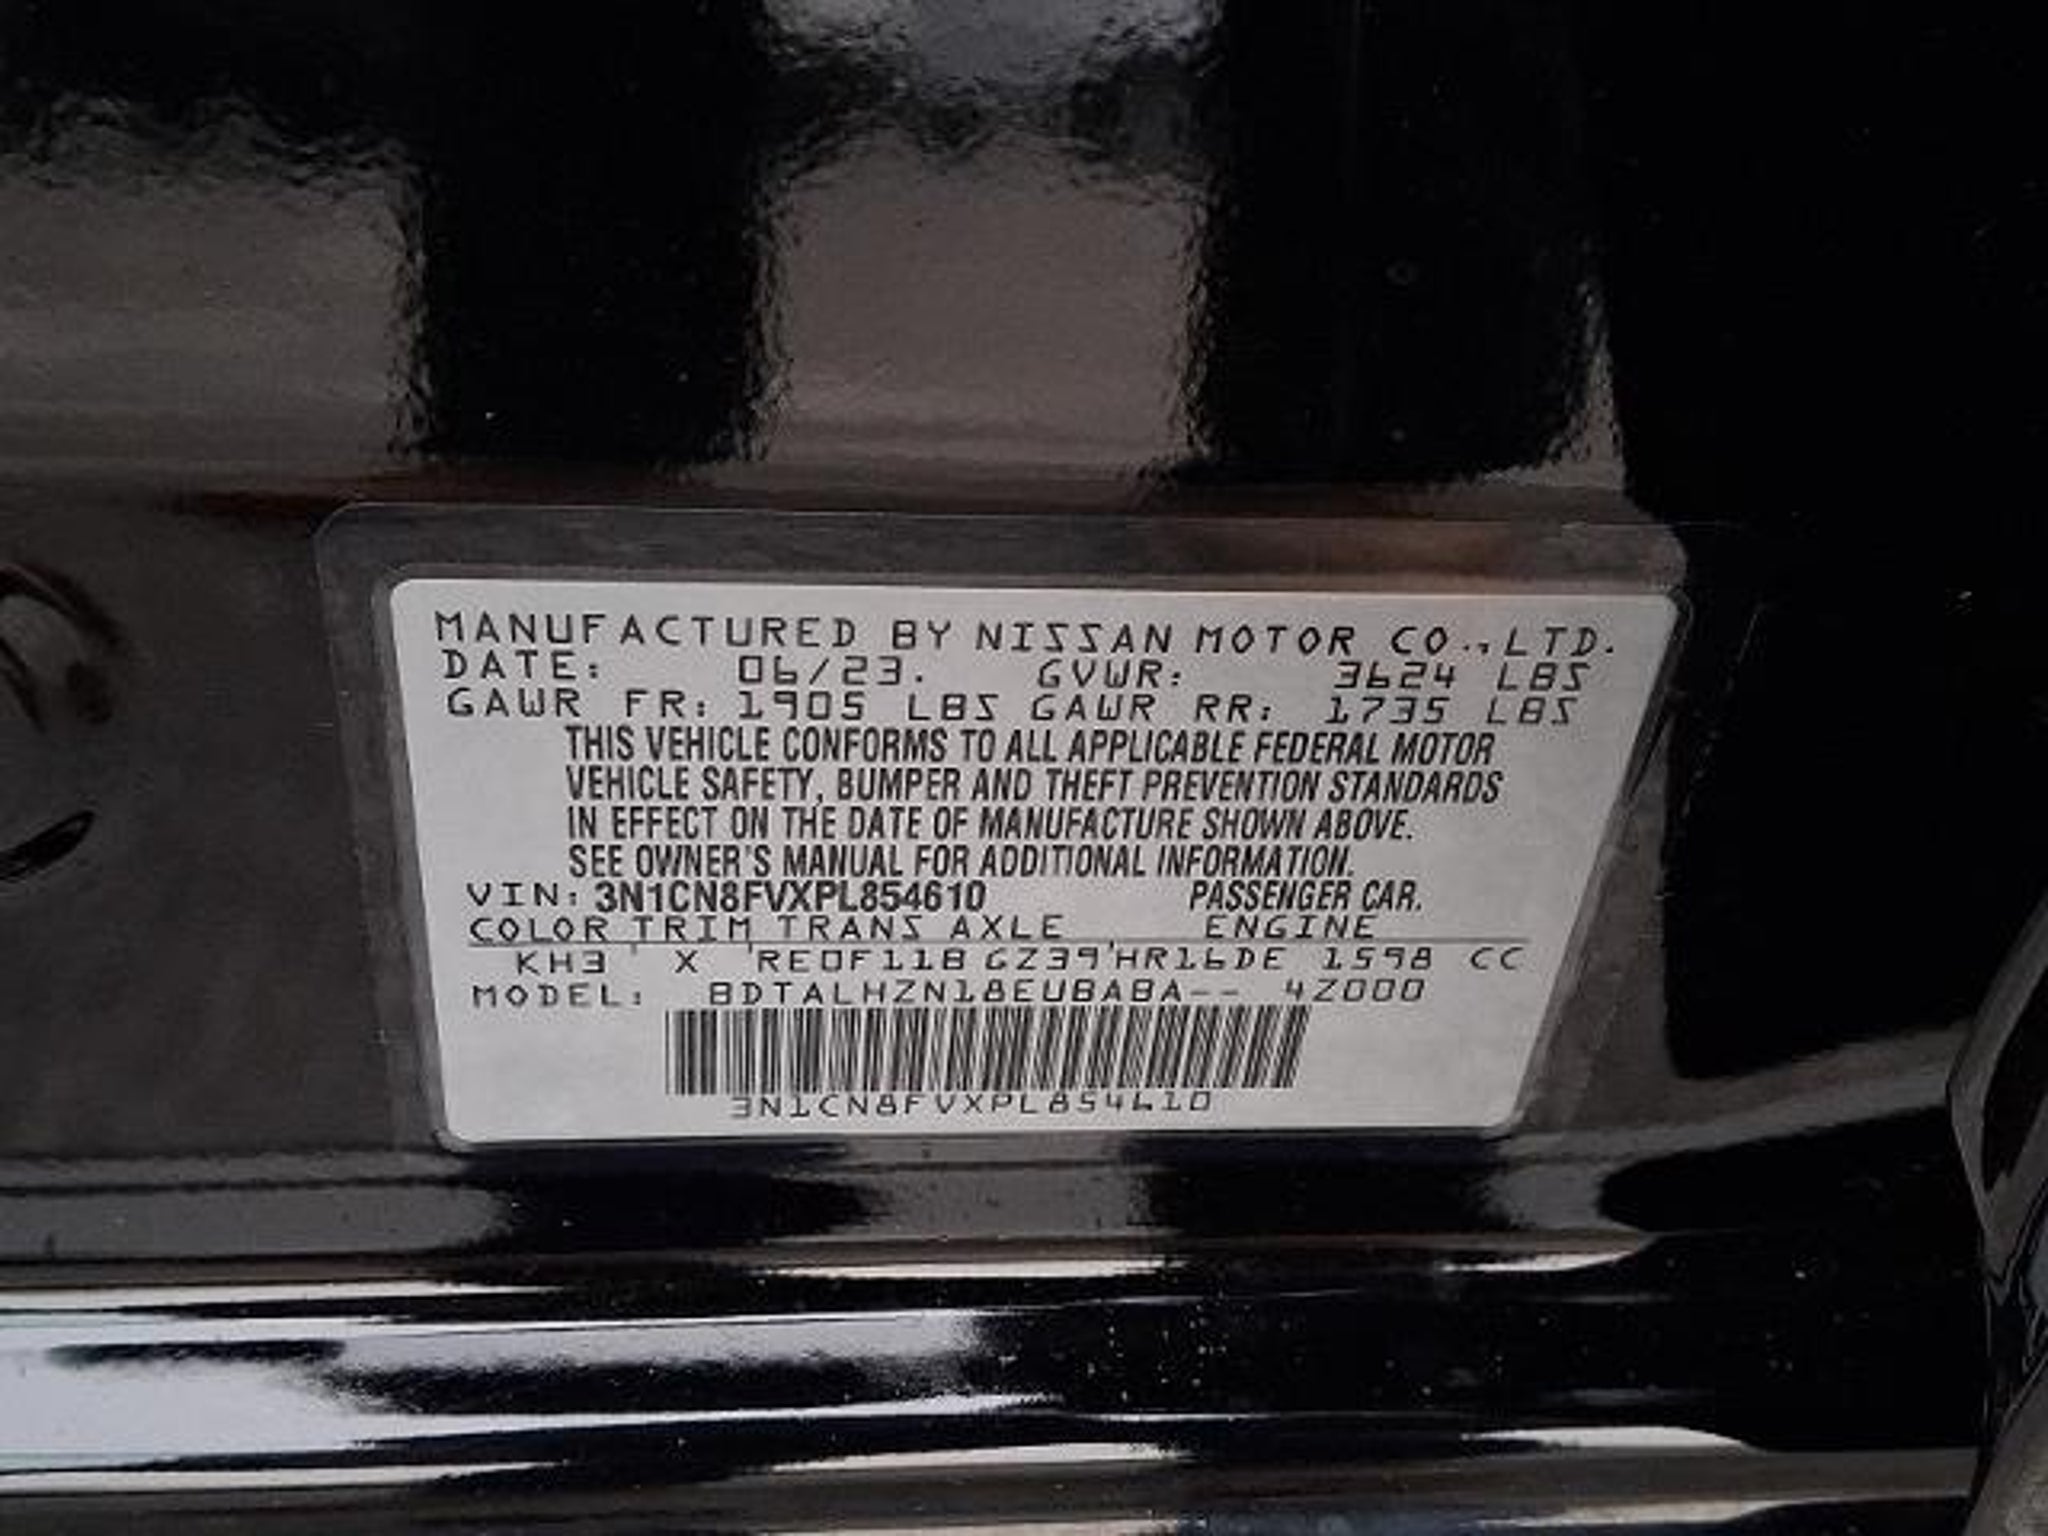 MANUFACTURED BY NISSAN MOTOR CO., LTD.
DATE: 06/23. GVWR: 3624 LBS
GAWR FR: 1905 LBS GAWR RR: 1735 LBS
THIS VEHICLE CONFORMS TO ALL APPLICABLE FEDERAL MOTOR
VEHICLE SAFETY, BUMPER AND THEFT PREVENTION STANDARDS
IN EFFECT ON THE DATE OF MANUFACTURE SHOWN ABOVE.
SEE OWNER'S MANUAL FOR ADDITIONAL INFORMATION.
VIN: 3N1CN8FVXPL854610 PASSENGER CAR.
COLOR TRIM TRANS AXLE ENGINE
KH3 X RE0F11B GZ39 HR16DE 1598 CC
MODEL: BDTALHZN18EUBABA-- 4Z000
3N1CN8FVXPL854610